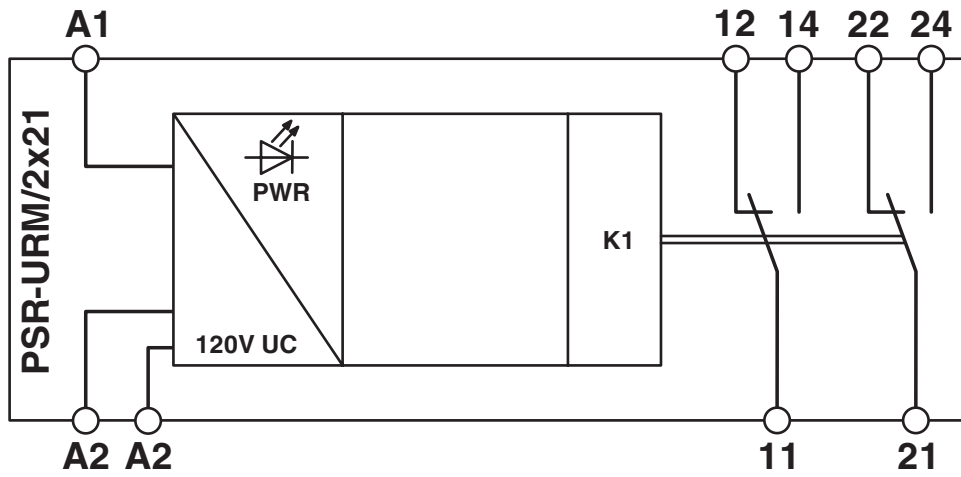 A1
12 14 22 24
PSR-URM/2x21
PWR
K1
120V UC
A2 A2
11
21